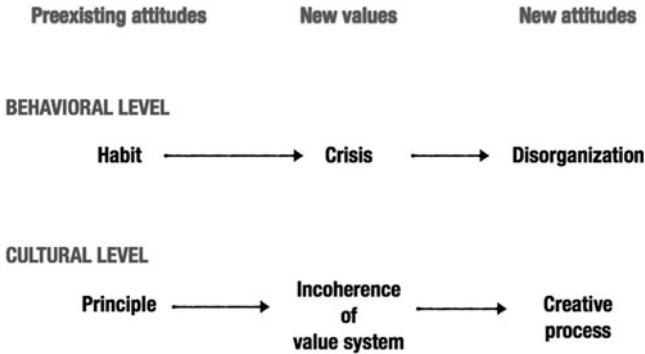 Preexisting attitudes New values New attitudes
BEHAVIORAL LEVEL
Habit Crisis Disorganization
CULTURAL LEVEL
Principle Incoherence of value system Creative process